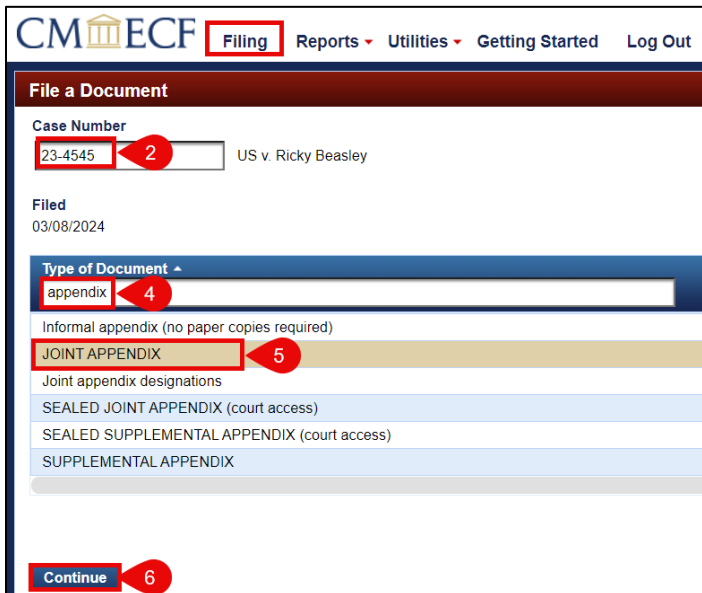 CM ECF Filing Reports Utilities Getting Started Log Out
File a Document
Case Number
23-4545 2 US v. Ricky Beasley
Filed
03/08/2024
Type of Document
appendix 4
Informal appendix (no paper copies required)
JOINT APPENDIX 5
Joint appendix designations
SEALED JOINT APPENDIX (court access)
SEALED SUPPLEMENTAL APPENDIX (court access)
SUPPLEMENTAL APPENDIX
Continue 6